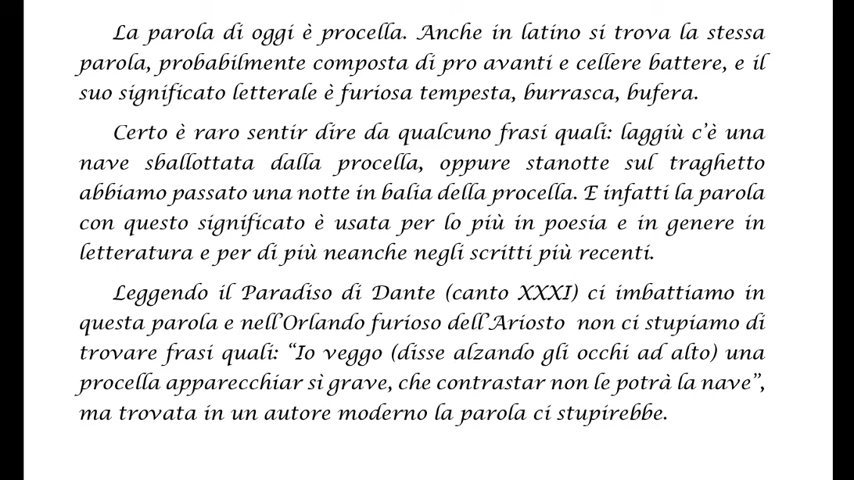 La parola di oggi è procella. Anche in latino si trova la stessa
parola, probabilmente composta di pro avanti e cellere battere, e il
suo significato letterale è furiosa tempesta, burrasca, bufera.
Certo è raro sentir dire da qualcuno frasi quali: laggiù c'è una
nave sballottata dalla procella, oppure stanotte sul traghetto
abbiamo passato una notte in balia della procella. E infatti la parola
con questo significato è usata per lo più in poesia e in genere in
letteratura e per di più neanche negli scritti più recenti.
Leggendo il Paradiso di Dante (canto XXXI) ci imbattiamo in
questa parola e nell'Orlando furioso dell'Ariosto non ci stupiamo di
trovare frasi quali: “Io veggo (disse alzando gli occhi ad alto) una
procella apparecchiar sì grave, che contrastar non le potrà la nave”,
ma trovata in un autore moderno la parola ci stupirebbe.